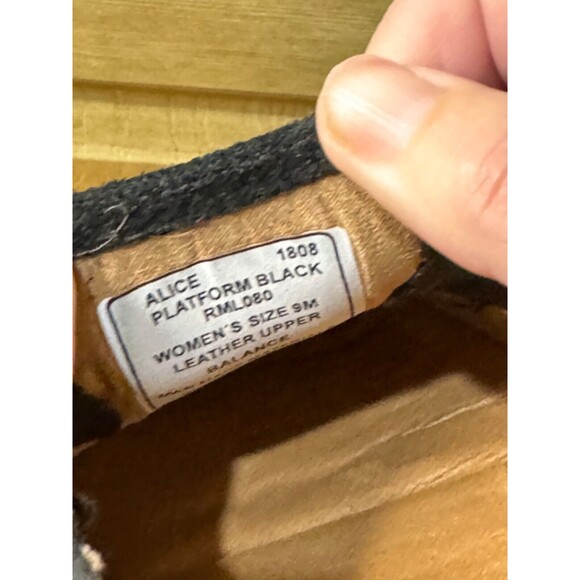 ALICE 1808
PLATFORM BLACK
RML080
WOMEN'S SIZE 9M
LEATHER UPPER
BALANCE